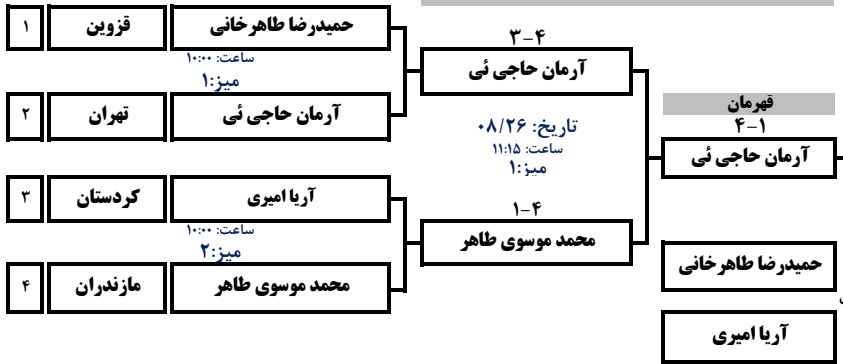 ۱ قزوین حمیدرضا طاهرخانی
ساعت: ۱۰:۰۰
میز:۱
۲ تهران آرمان حاجی ئی
۳ کردستان آریا امیری
ساعت: ۱۰:۰۰
میز:۲
۴ مازندران محمد موسوی طاهر
۳-۴
آرمان حاجی ئی
تاریخ: ۰۸/۲۶
ساعت: ۱۱:۱۵
میز:۱
۱-۴
محمد موسوی طاهر
قهرمان
۴-۱
آرمان حاجی ئی
حمیدرضا طاهرخانی
آریا امیری